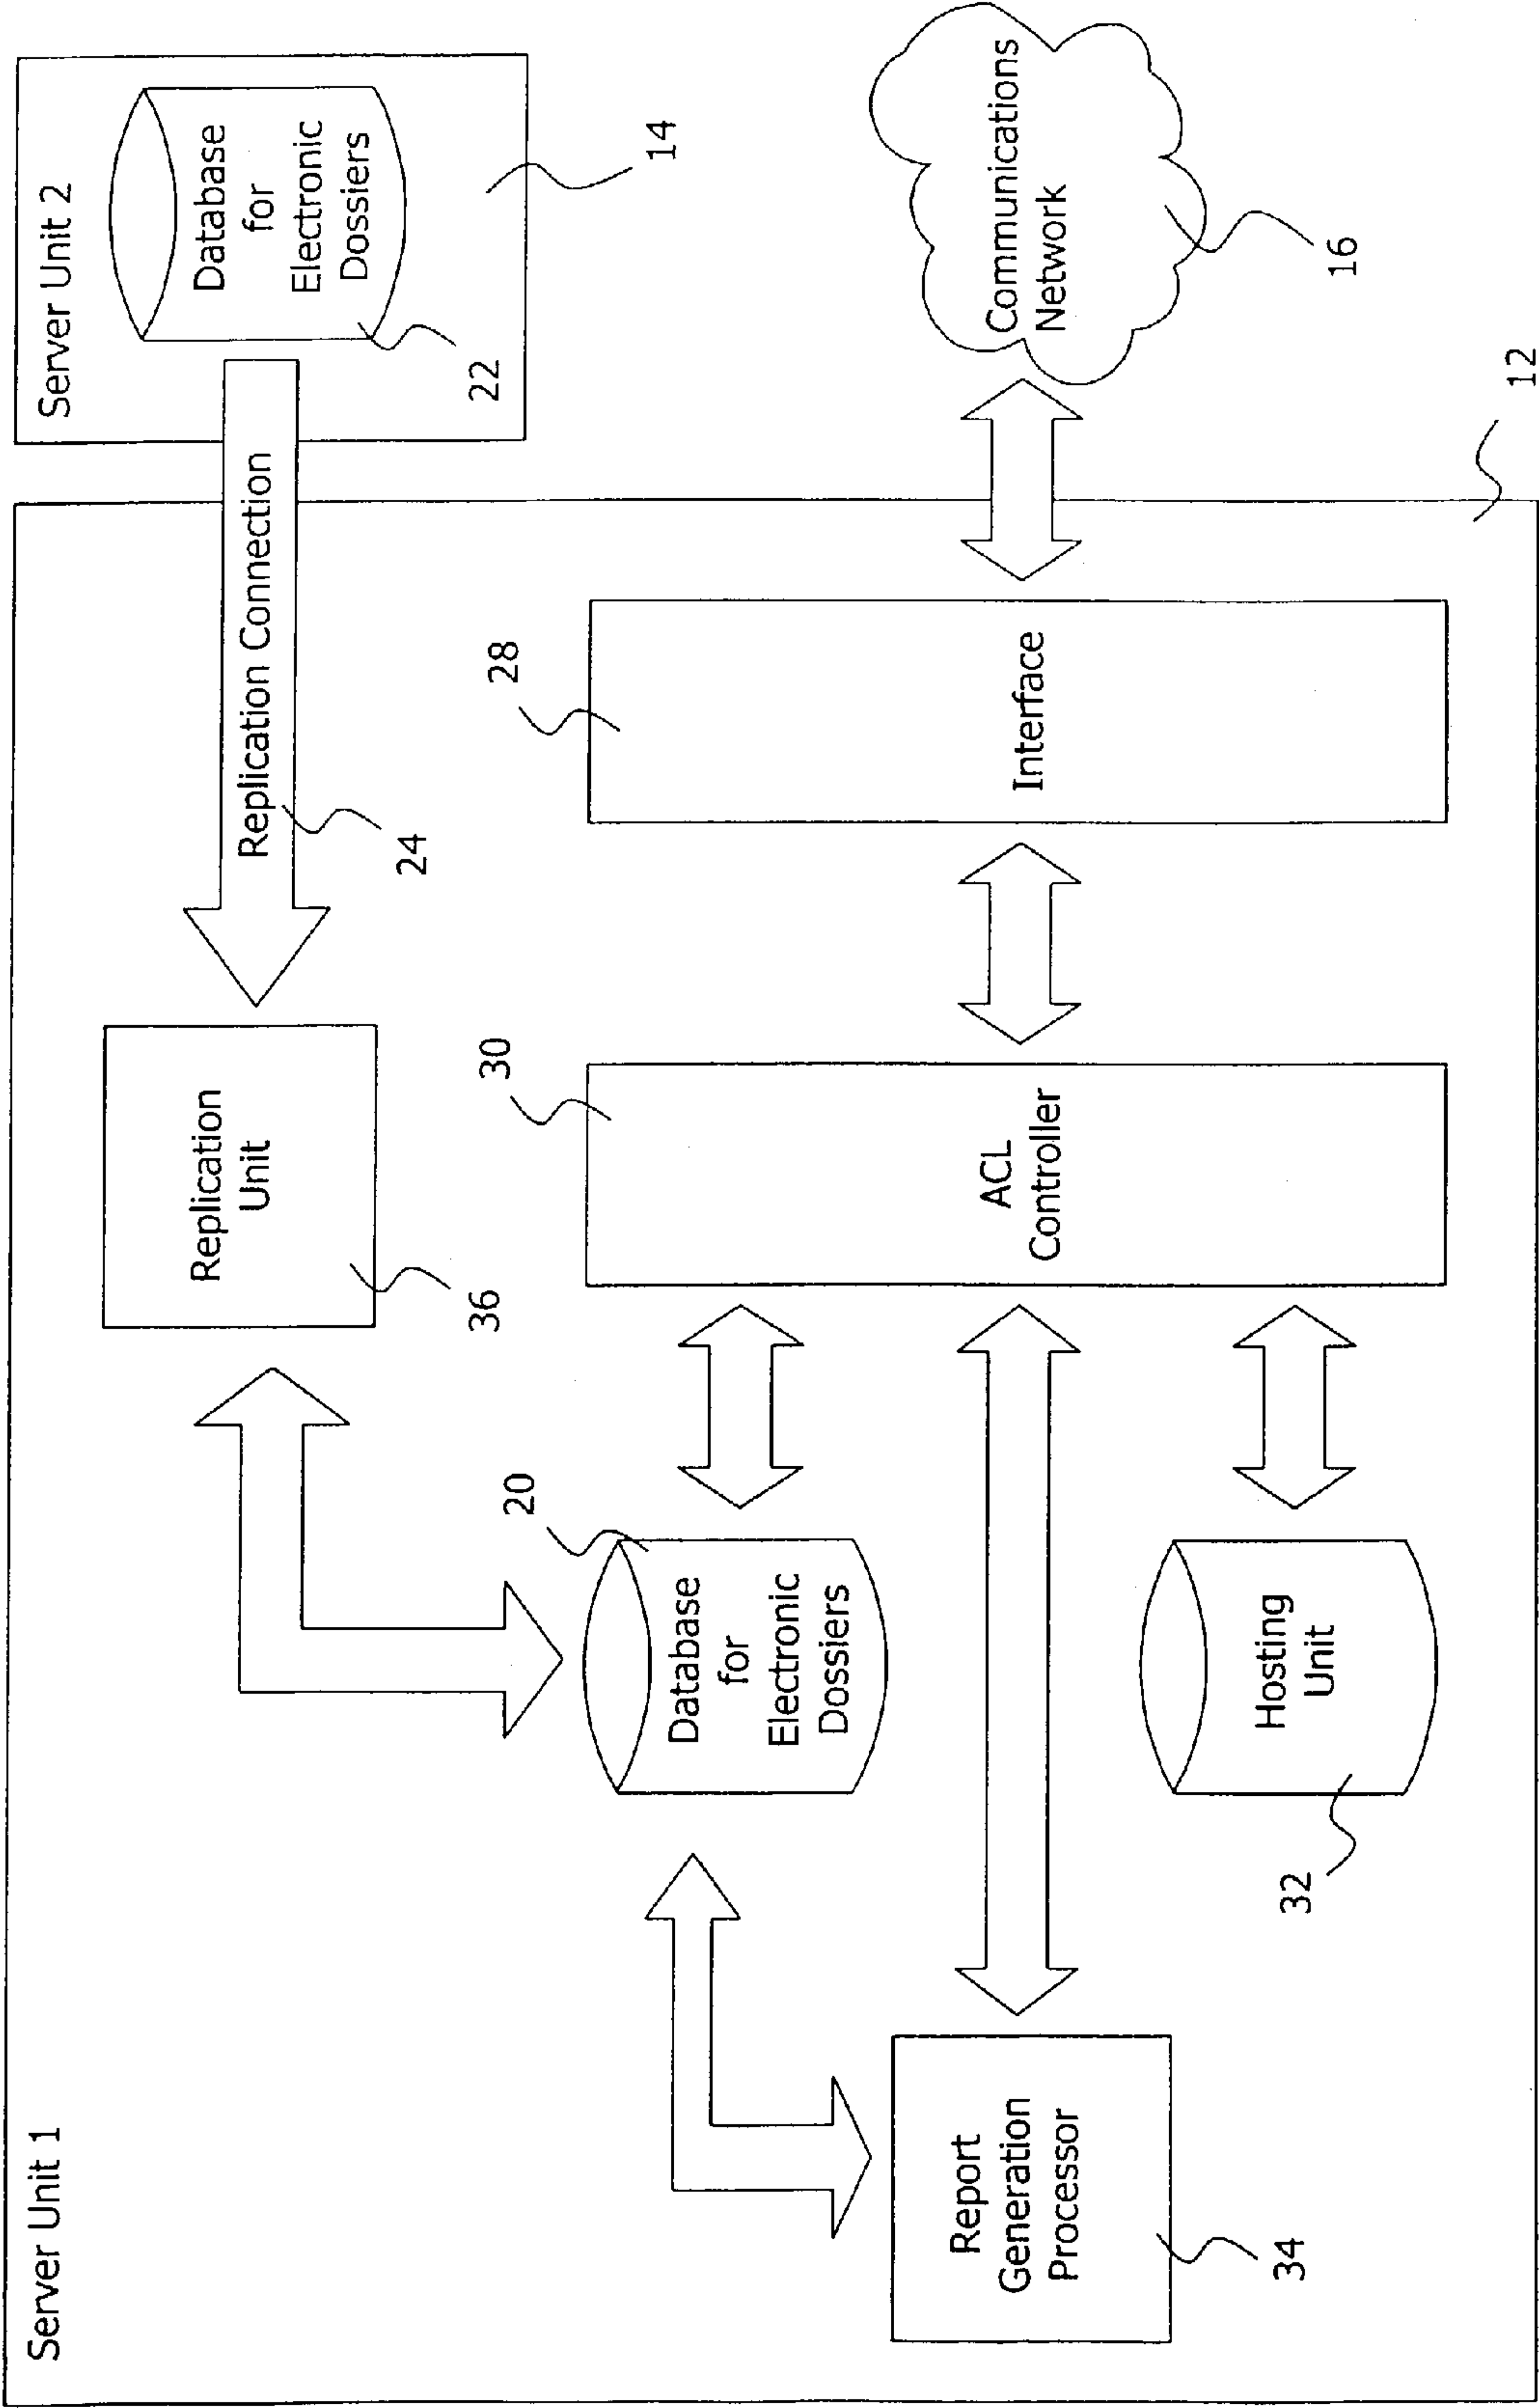 Server Unit 1
Server Unit 2
Database
for
Electronic
Dossiers
22
14
Replication Connection
24
Replication
Unit
36
20
Database
for
Electronic
Dossiers
30
ACL
Controller
28
Interface
Communications
Network
16
12
Report
Generation
Processor
34
Hosting
Unit
32